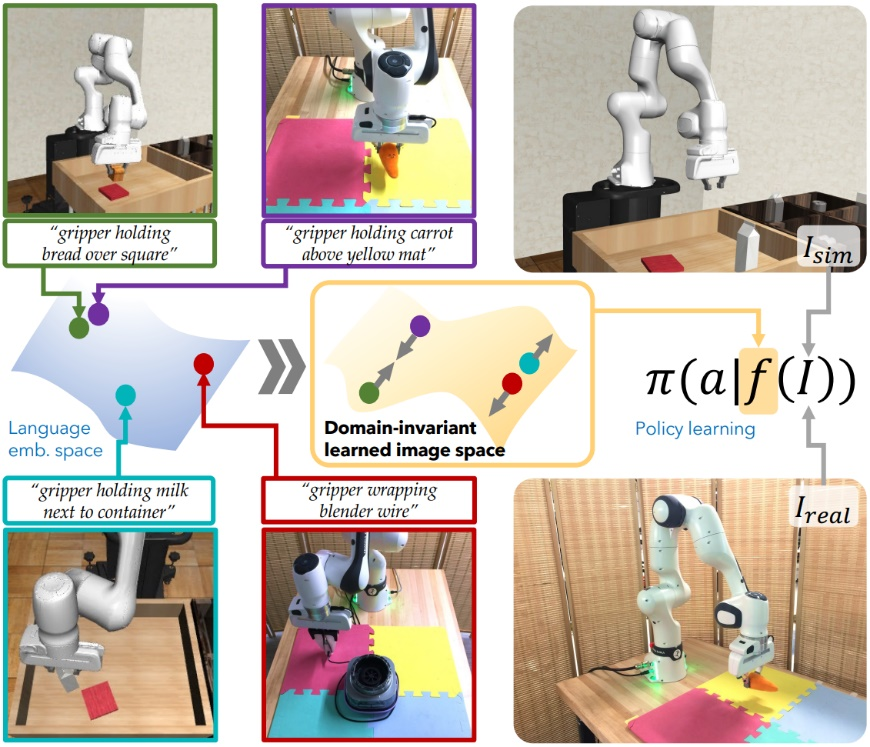 “gripper holding
bread over square”
“gripper holding carrot
above yellow mat”
I_sim
Language
emb. space
Domain-invariant
learned image space
π(a|f(I))
Policy learning
“gripper holding milk
next to container”
“gripper wrapping
blender wire”
I_real